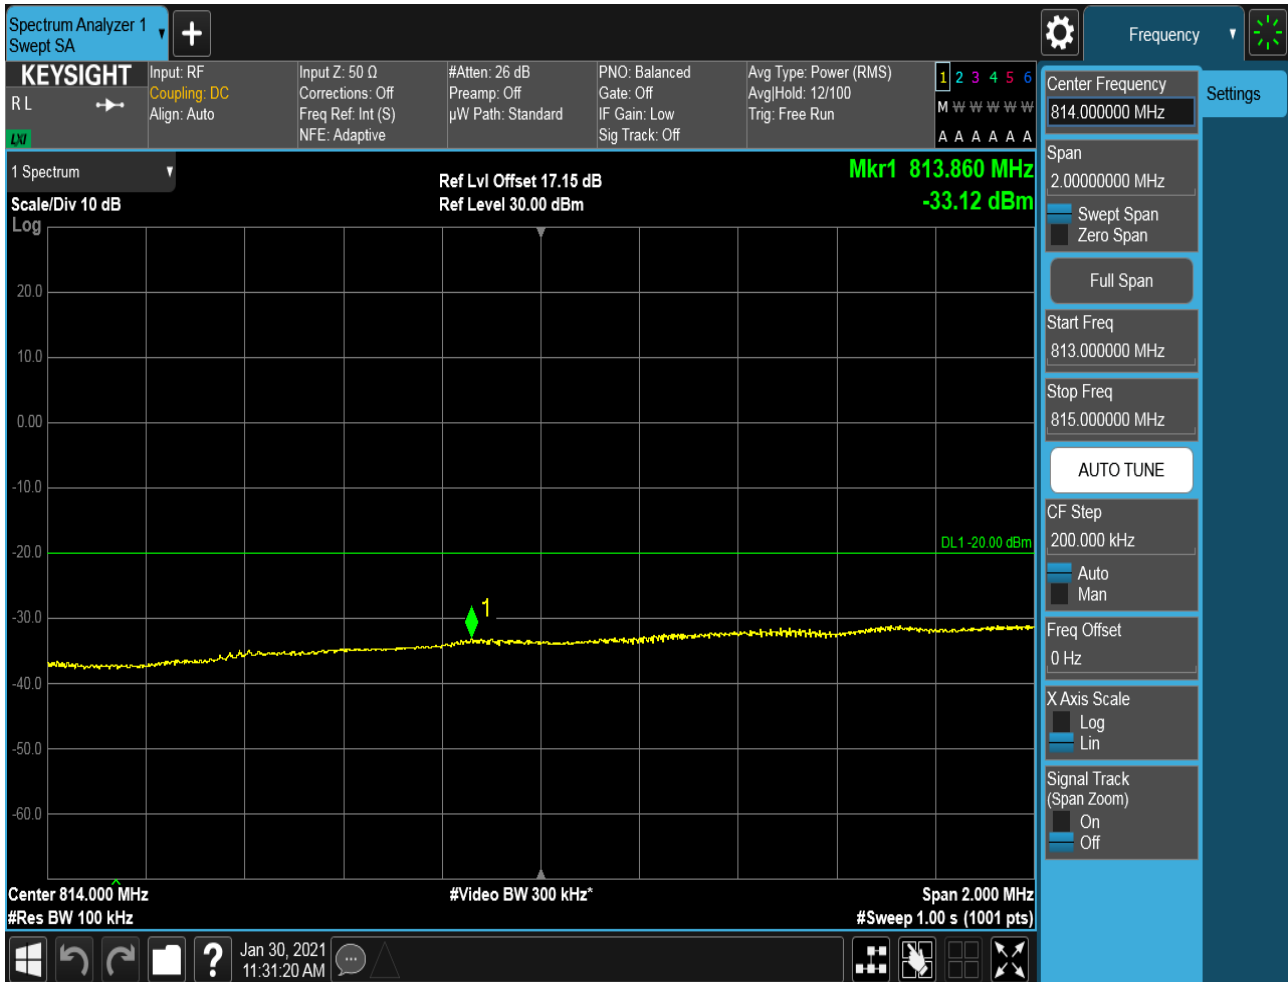 Spectrum Analyzer 1
Swept SA
Frequency
KEYSIGHT
R L
LXI
Input: RF
Coupling: DC
Align: Auto
Input Z: 50 Ω
Corrections: Off
Freq Ref: Int (S)
NFE: Adaptive
#Atten: 26 dB
Preamp: Off
µW Path: Standard
PNO: Balanced
Gate: Off
IF Gain: Low
Sig Track: Off
Avg Type: Power (RMS)
Avg|Hold: 12/100
Trig: Free Run
1 2 3 4 5 6
M W W W W W
A A A A A A
1 Spectrum
Scale/Div 10 dB
Log
Ref Lvl Offset 17.15 dB
Ref Level 30.00 dBm
Mkr1 813.860 MHz
-33.12 dBm
20.0
10.0
0.00
-10.0
-20.0
-30.0
-40.0
-50.0
-60.0
DL1 -20.00 dBm
1
Center 814.000 MHz
#Res BW 100 kHz
#Video BW 300 kHz*
Span 2.000 MHz
#Sweep 1.00 s (1001 pts)
Center Frequency
814.000000 MHz
Settings
Span
2.00000000 MHz
Swept Span
Zero Span
Full Span
Start Freq
813.000000 MHz
Stop Freq
815.000000 MHz
AUTO TUNE
CF Step
200.000 kHz
Auto
Man
Freq Offset
0 Hz
X Axis Scale
Log
Lin
Signal Track
(Span Zoom)
On
Off
?
Jan 30, 2021
11:31:20 AM